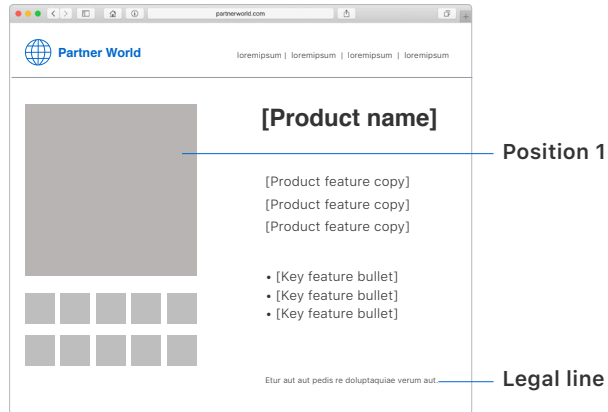 partnerworld.com
Partner World
loremipsum | loremipsum | loremipsum | loremipsum
[Product name]
Position 1
[Product feature copy]
[Product feature copy]
[Product feature copy]
• [Key feature bullet]
• [Key feature bullet]
• [Key feature bullet]
Etur aut aut pedis re doluptaquiae verum aut.
Legal line